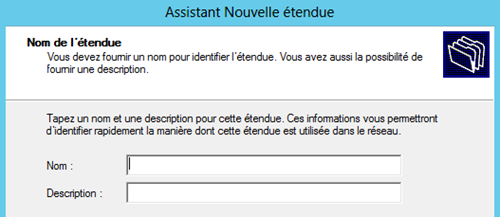 Assistant Nouvelle étendue
Nom de l'étendue
Vous devez fournir un nom pour identifier l'étendue. Vous avez aussi la possibilité de
fournir une description.
Tapez un nom et une description pour cette étendue. Ces informations vous permettront
d'identifier rapidement la manière dont cette étendue est utilisée dans le réseau.
Nom :
Description :